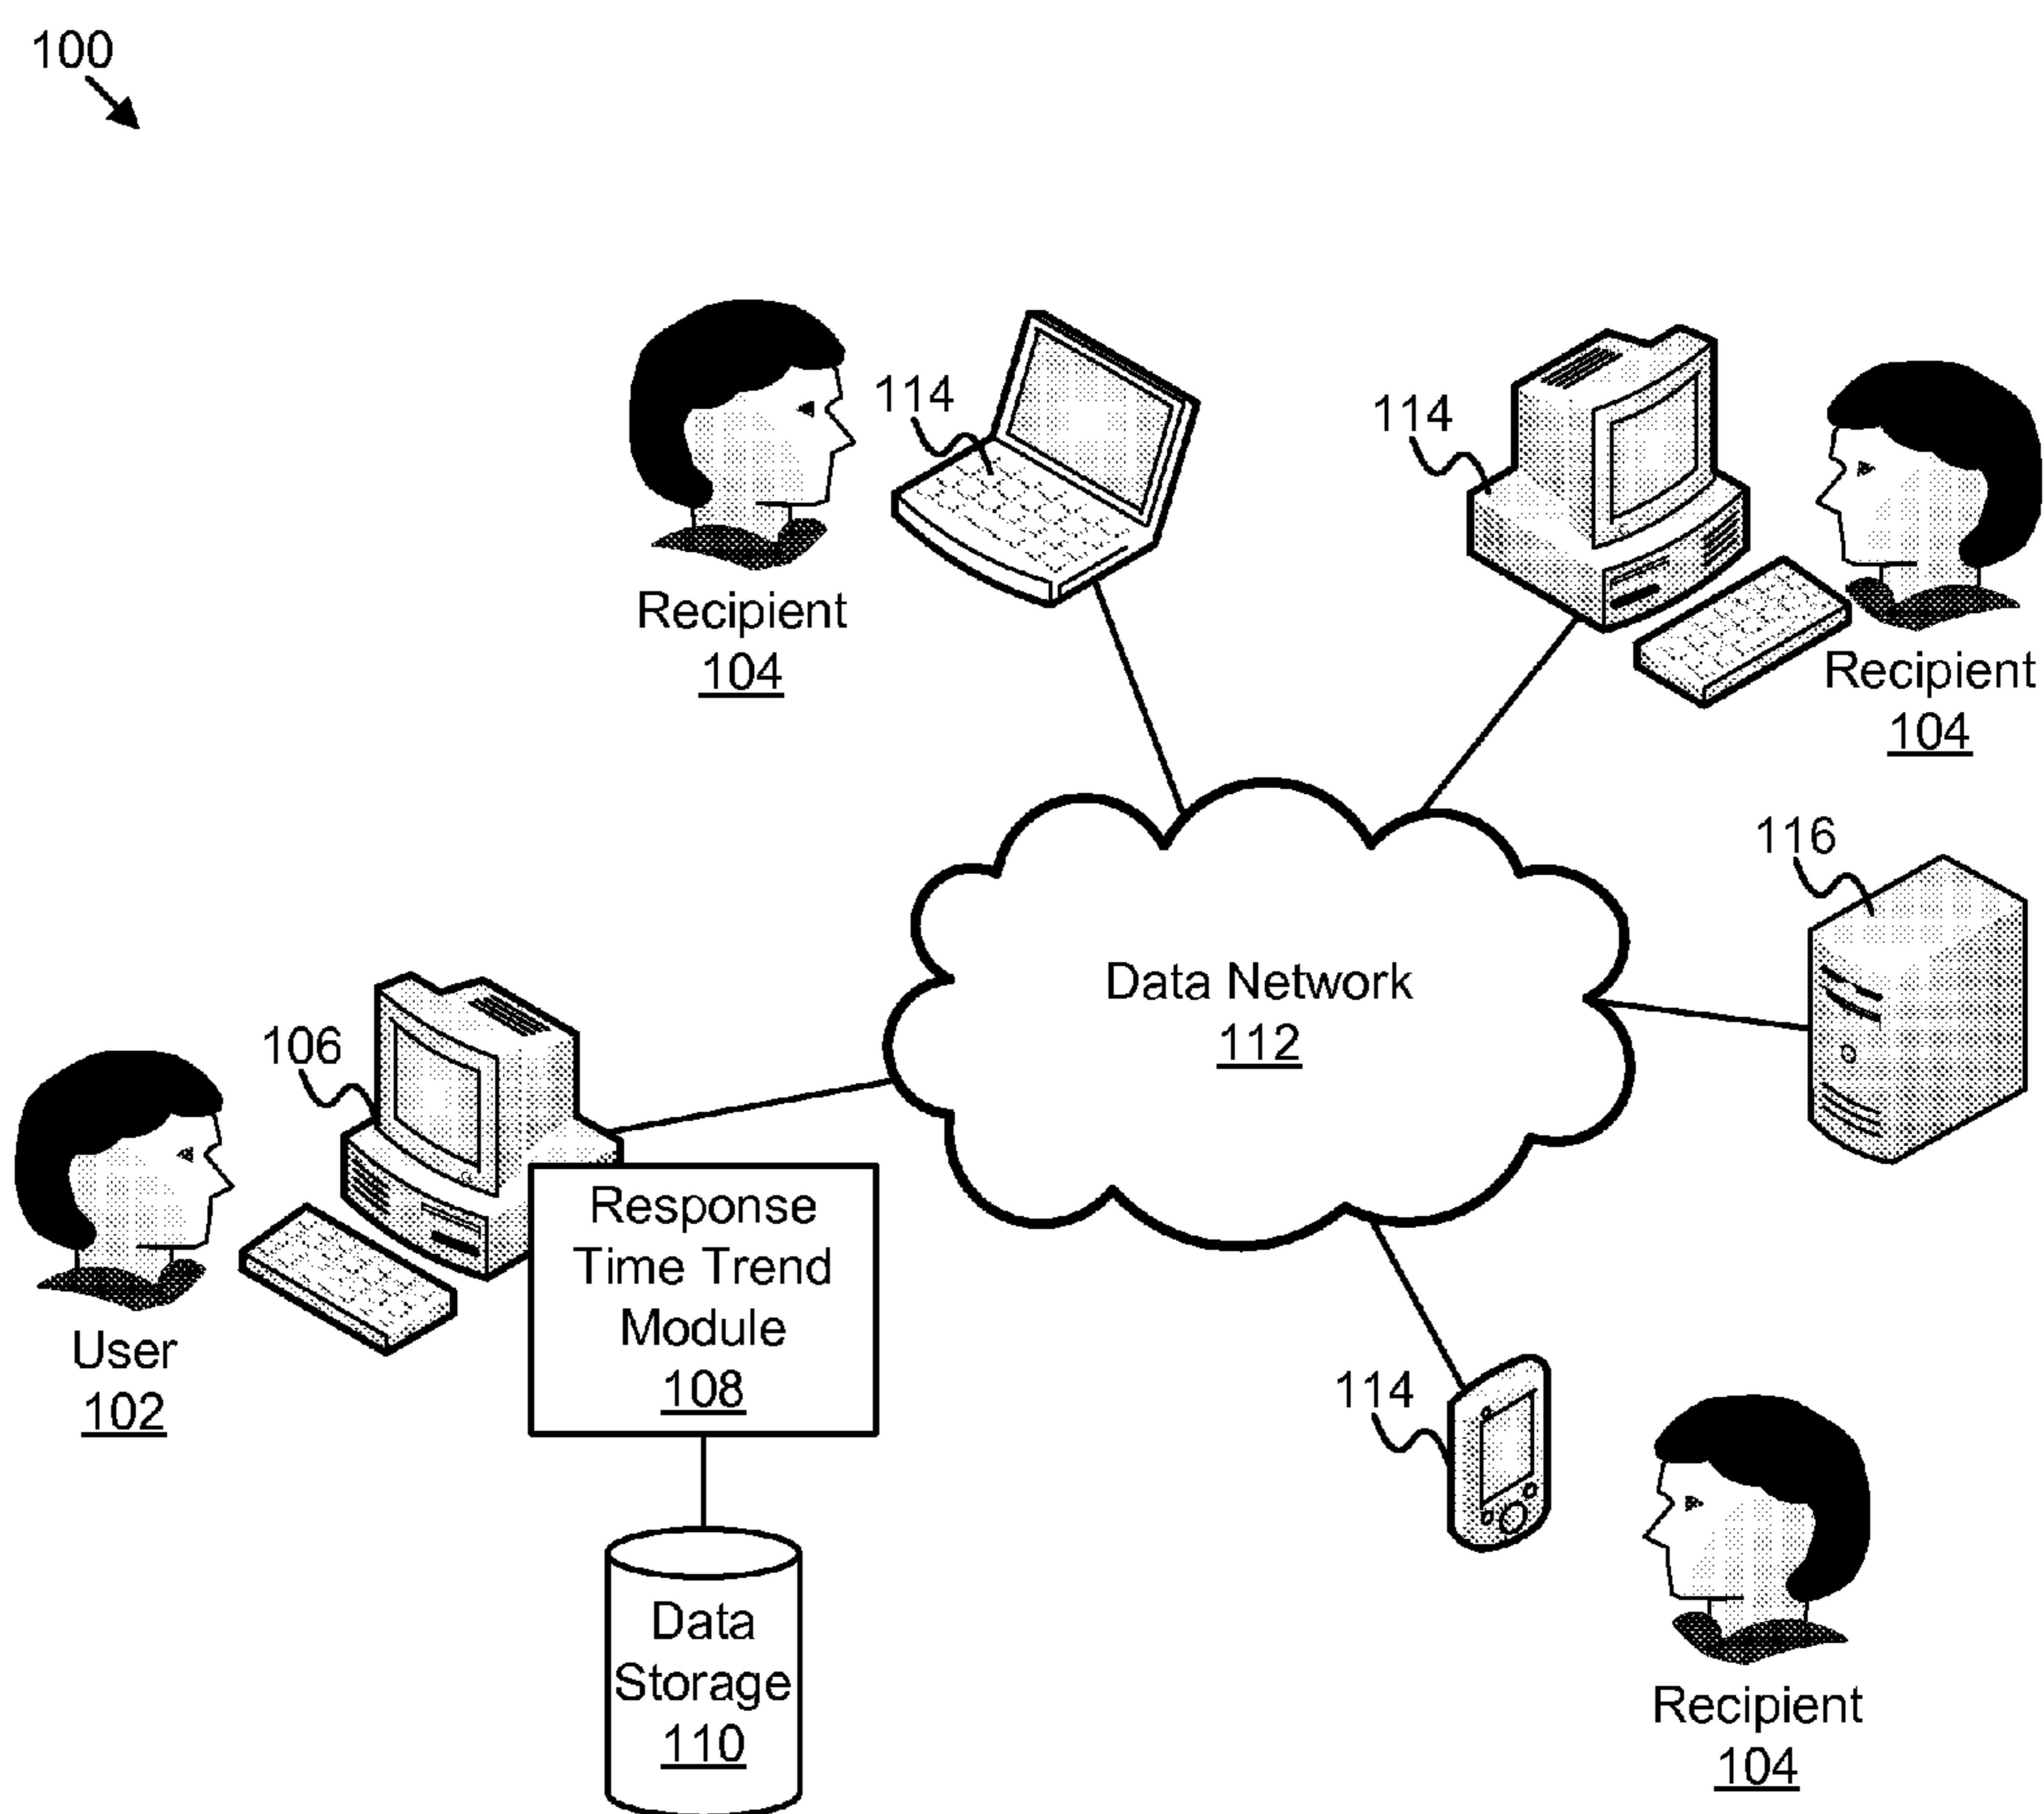 100
114
114
Recipient
104
Recipient
104
116
Data Network
112
106
Response
Time Trend
Module
108
User
102
114
Data
Storage
110
Recipient
104